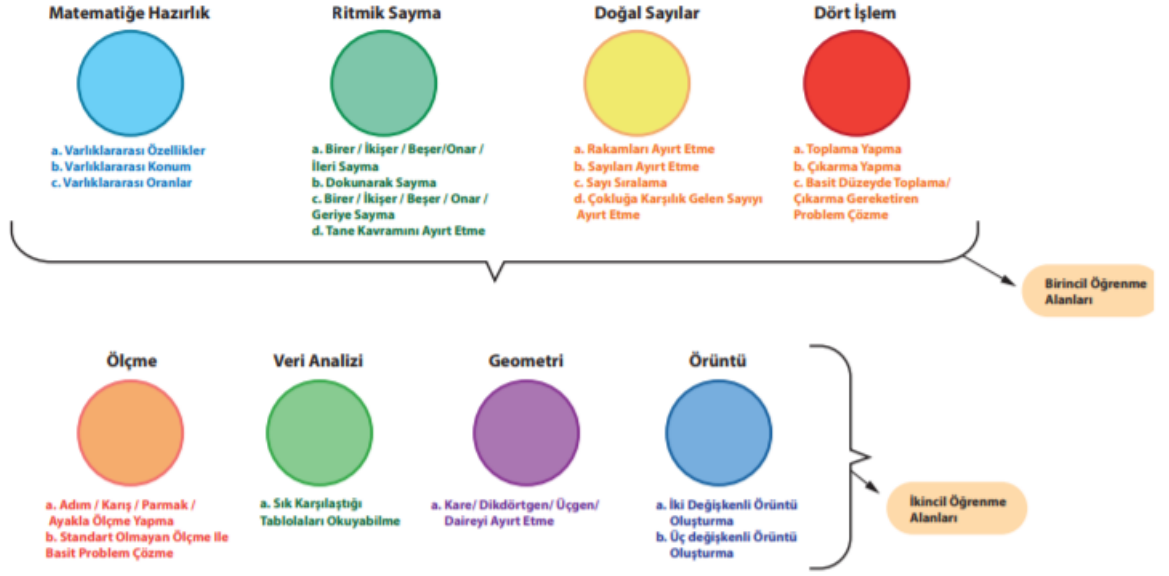 Matematiğe Hazırlık
a. Varlıklararası Özellikler
b. Varlıklararası Konum
c. Varlıklararası Oranlar
Ritmik Sayma
a. Birer / İkişer / Beşer/Onar /
İleri Sayma
b. Dokunarak Sayma
c. Birer / İkişer / Beşer / Onar /
Geriye Sayma
d. Tane Kavramını Ayırt Etme
Doğal Sayılar
a. Rakamları Ayırt Etme
b. Sayıları Ayırt Etme
c. Sayı Sıralama
d. Çokluğa Karşılık Gelen Sayıyı
Ayırt Etme
Dört İşlem
a. Toplama Yapma
b. Çıkarma Yapma
c. Basit Düzeyde Toplama/
Çıkarma Gereketiren
Problem Çözme
Birincil Öğrenme
Alanları
Ölçme
a. Adım / Karış / Parmak /
Ayakla Ölçme Yapma
b. Standart Olmayan Ölçme Ile
Basit Problem Çözme
Veri Analizi
a. Sık Karşılaştığı
Tablolaları Okuyabilme
Geometri
a. Kare/ Dikdörtgen/ Üçgen/
Daireyi Ayırt Etme
Örüntü
a. İki Değişkenli Örüntü
Oluşturma
b. Üç değişkenli Örüntü
Oluşturma
İkincil Öğrenme
Alanları